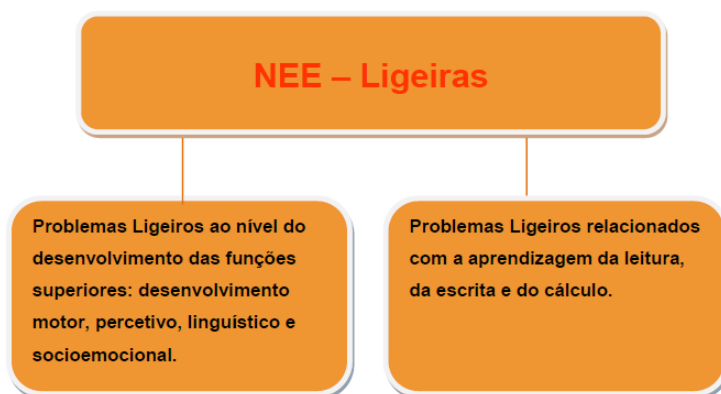 NEE – Ligeiras
Problemas Ligeiros ao nível do
desenvolvimento das funções
superiores: desenvolvimento
motor, percetivo, linguístico e
socioemocional.
Problemas Ligeiros relacionados
com a aprendizagem da leitura,
da escrita e do cálculo.